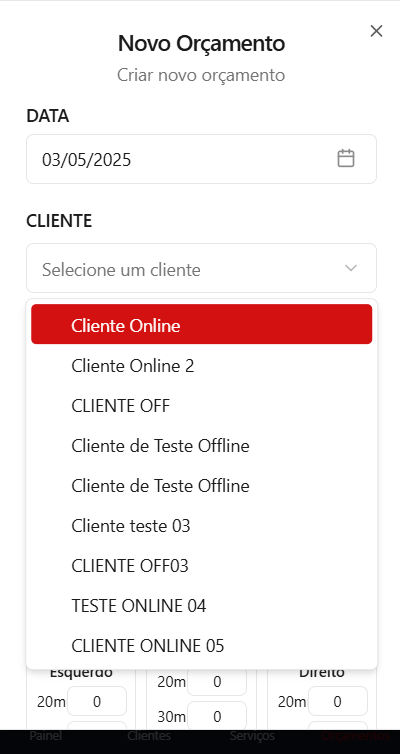 Novo Orçamento
Criar novo orçamento
DATA
03/05/2025
CLIENTE
Selecione um cliente
Cliente Online
Cliente Online 2
CLIENTE OFF
Cliente de Teste Offline
Cliente de Teste Offline
Cliente teste 03
CLIENTE OFF03
TESTE ONLINE 04
CLIENTE ONLINE 05
Esquerdo
Direito
20m 0
20m 0
20m 0
30m 0
Painel Clientes Serviços Orçamentos